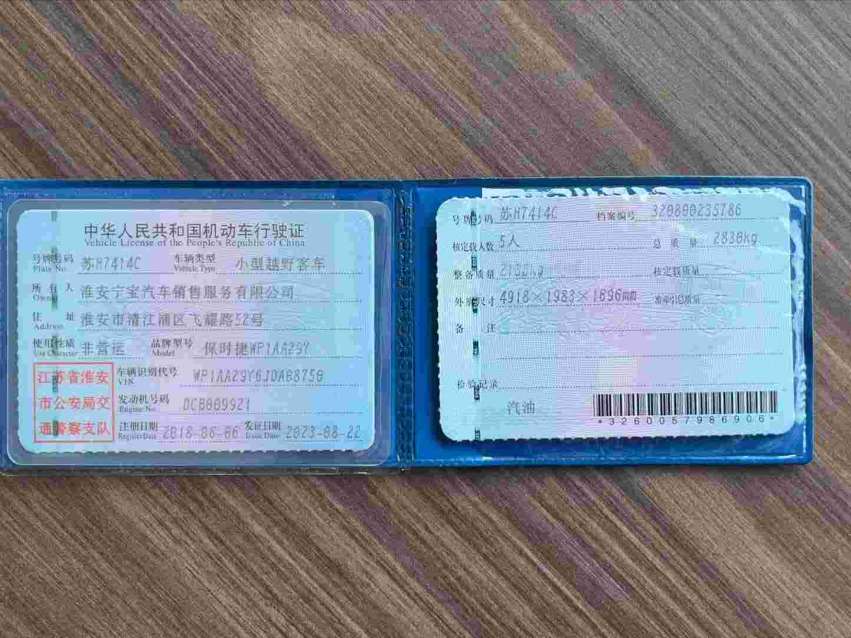 中华人民共和国机动车行驶证
Vehicle License of the People's Republic of China
号牌号码 苏H7414C 车辆类型 小型越野客车
Plate No. Vehicle Type
所有人 淮安宁宝汽车销售服务有限公司
Owner
住址 淮安市清江浦区飞耀路52号
Address
使用性质 非营运 品牌型号 保时捷WP1AA29Y
Use Character Model
江苏省淮安
市公安局交
通警察支队
车辆识别代号
VIN
发动机号码 DCB009921
Engine No.
注册日期 2018-06-06 发证日期 2023-08-22
Register Date Issue Date
号牌号码 苏H7414C 档案编号 320800235786
核定载人数 5人 总质量 2830kg
整备质量 核定载质量
外廓尺寸 4918×1983×1696mm 准牵引总质量
备注
检验记录
汽油
*3260057986906*